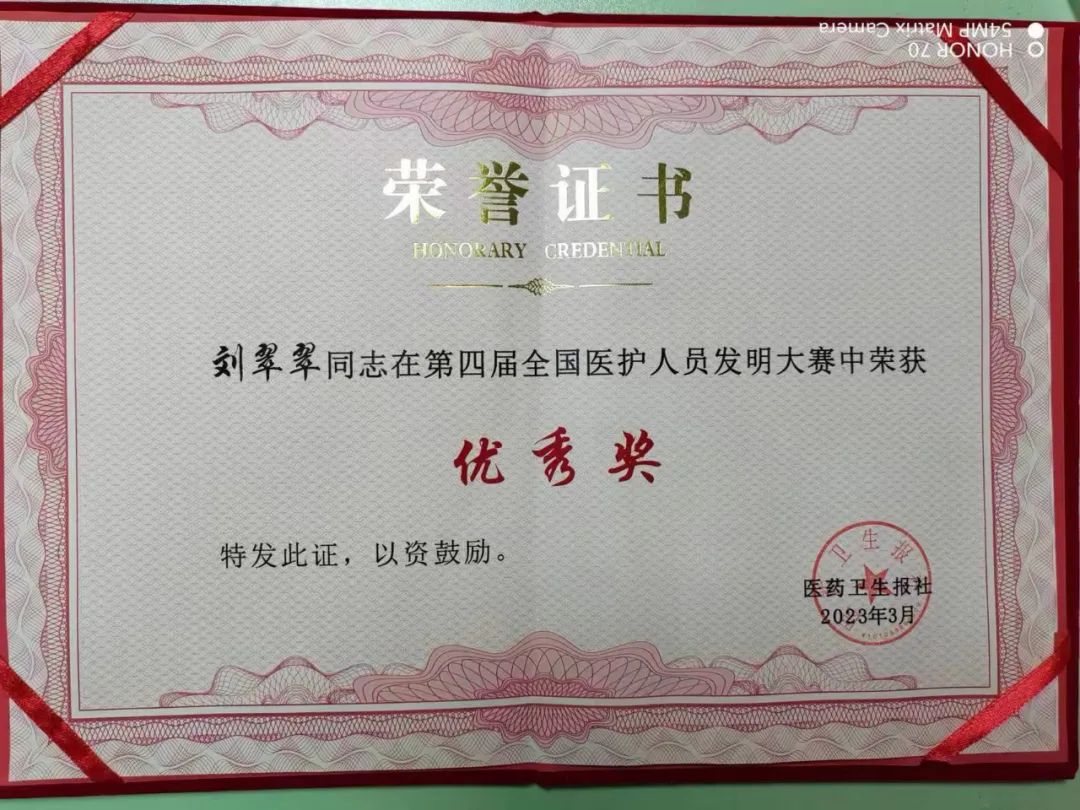 HONOR 70
54MP Matrix Camera
荣誉证书
HONORARY CREDENTIAL
刘翠翠同志在第四届全国医护人员发明大赛中荣获
优秀奖
特发此证，以资鼓励。
卫生报
医药卫生报社
2023年3月